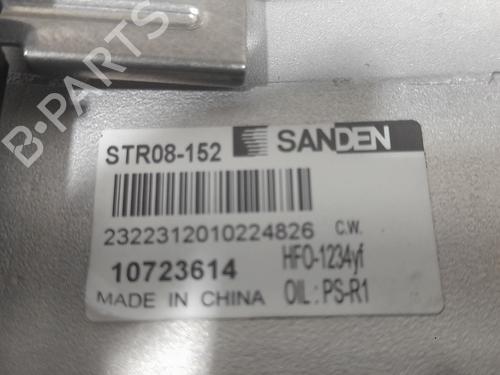 B·PARTS
STR08-152 SANDEN
2322312010224826 C.W.
10723614 HFO-1234yf
MADE IN CHINA OIL : PS-R1